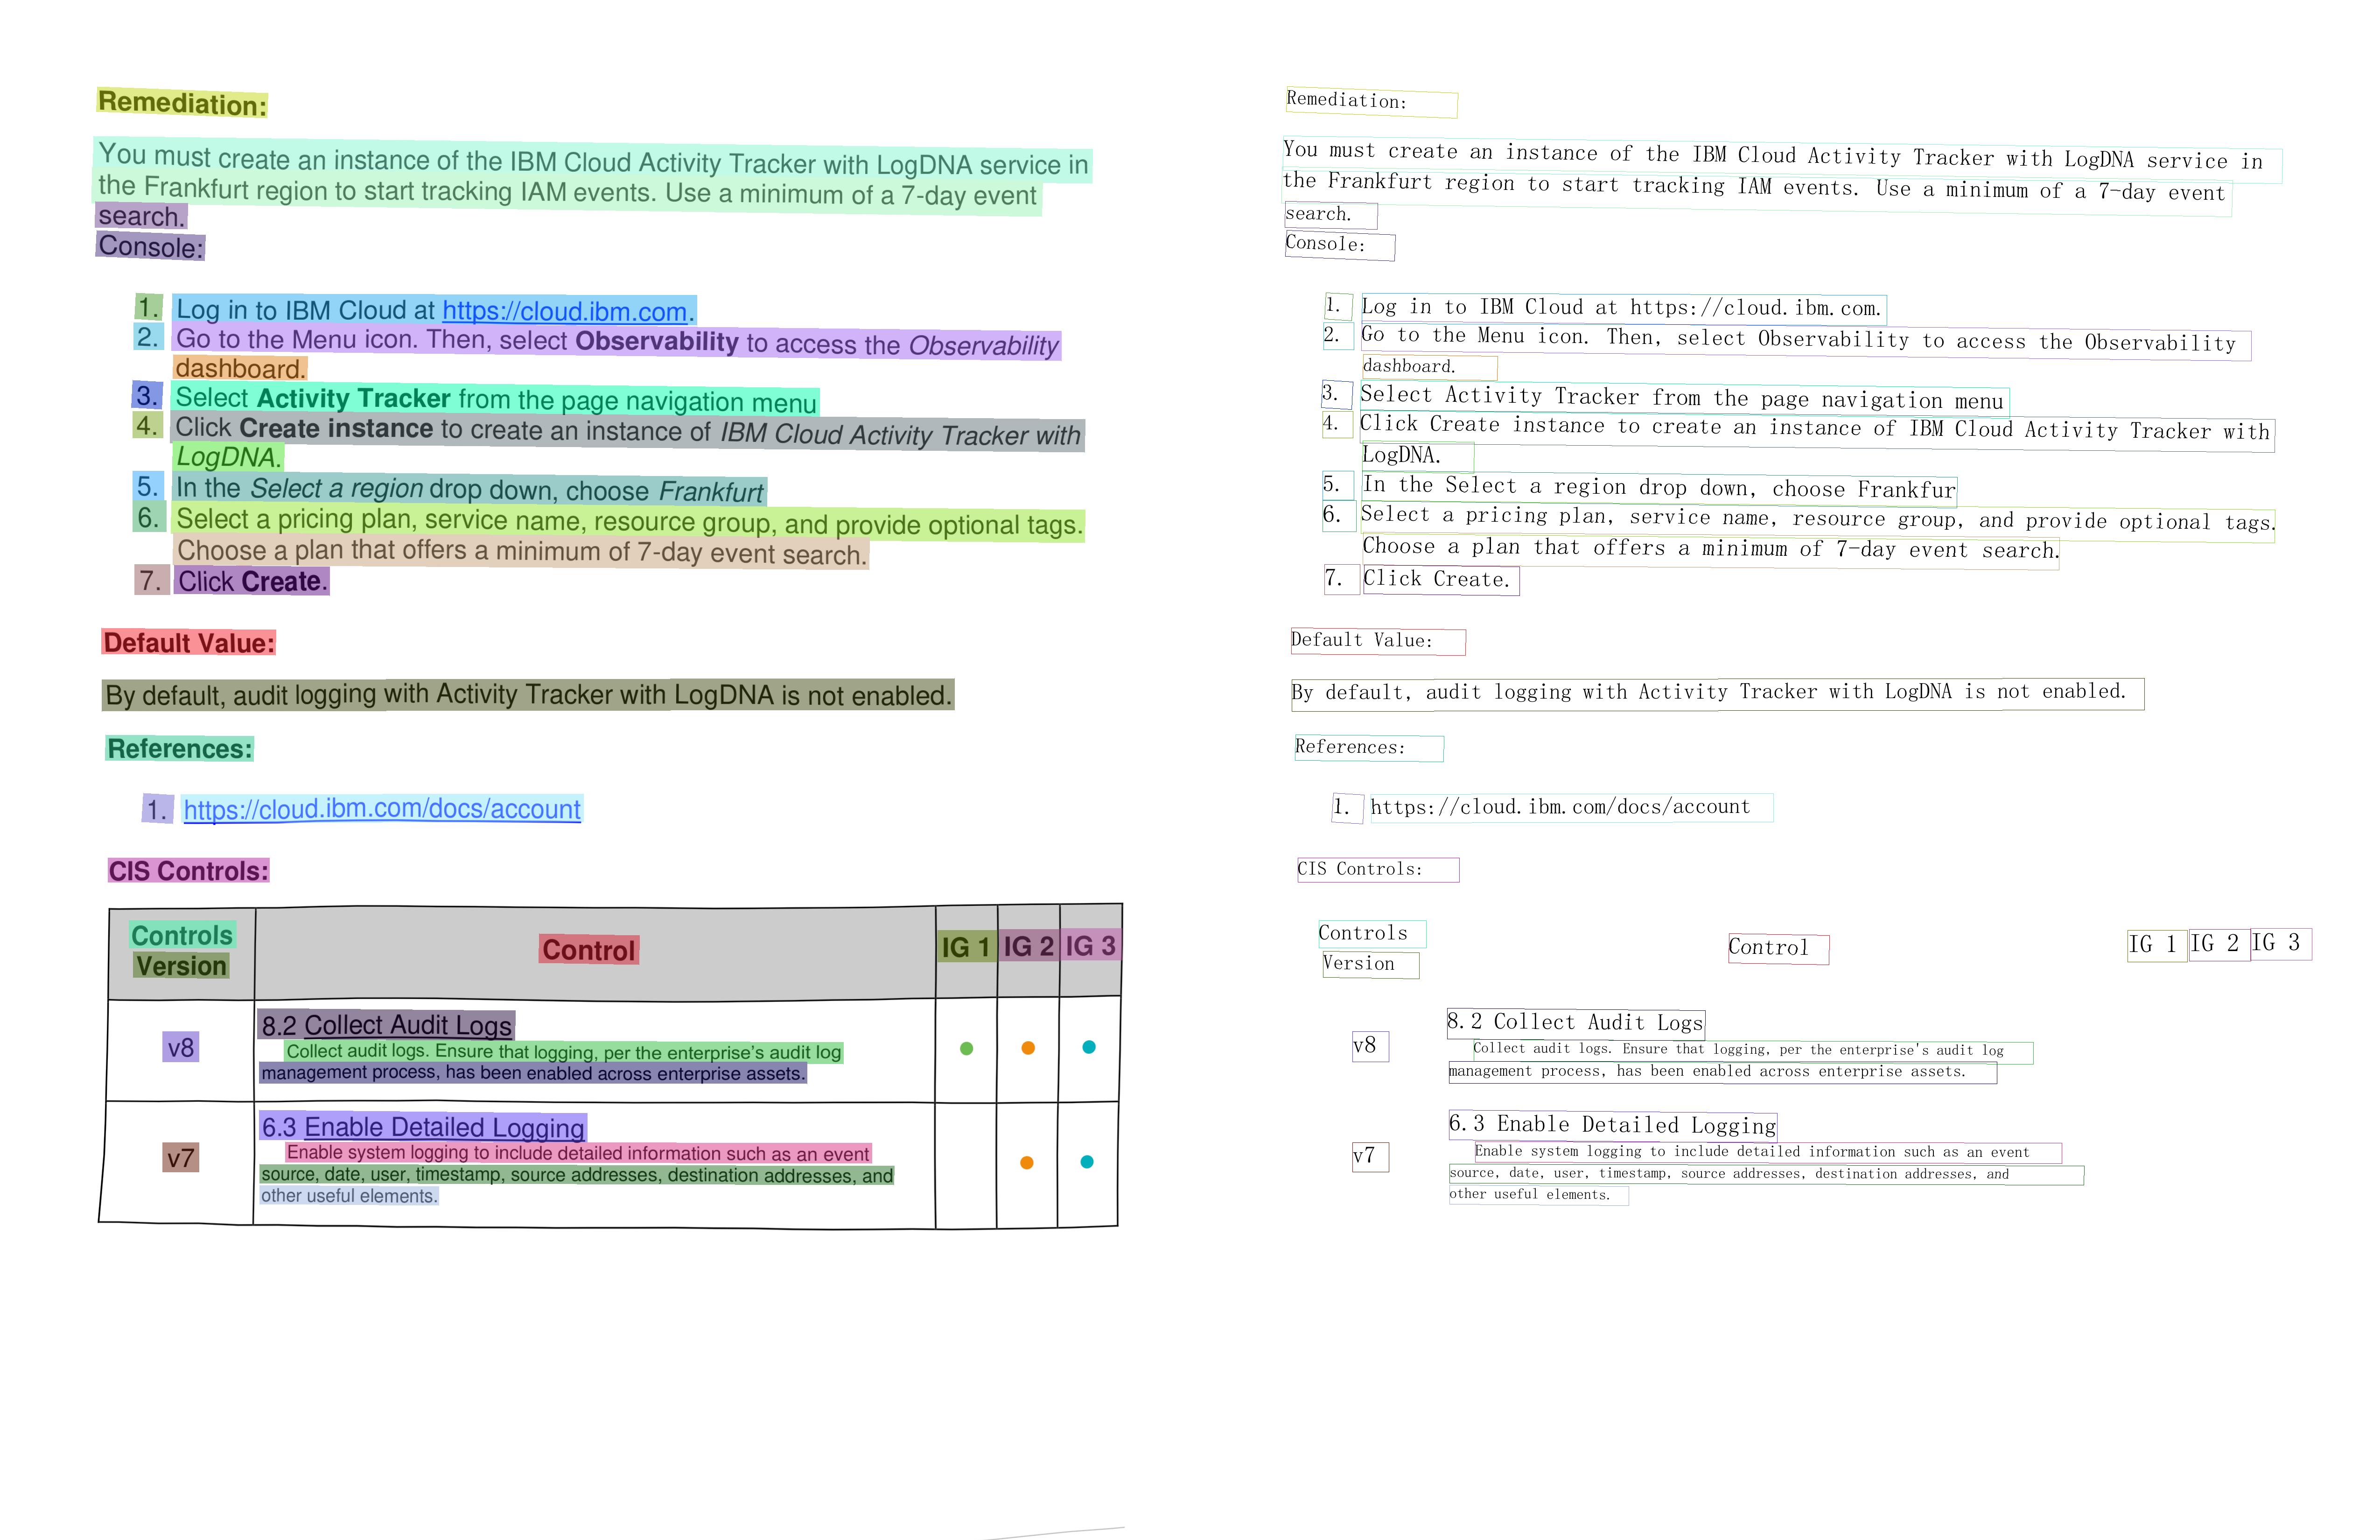 Remediation:
You must create an instance of the IBM Cloud Activity Tracker with LogDNA service in
the Frankfurt region to start tracking IAM events. Use a minimum of a 7-day event
search.
Console:
1. Log in to IBM Cloud at https://cloud.ibm.com.
2. Go to the Menu icon. Then, select Observability to access the Observability
dashboard.
3. Select Activity Tracker from the page navigation menu
4. Click Create instance to create an instance of IBM Cloud Activity Tracker with
LogDNA.
5. In the Select a region drop down, choose Frankfurt
6. Select a pricing plan, service name, resource group, and provide optional tags.
Choose a plan that offers a minimum of 7-day event search.
7. Click Create.
Default Value:
By default, audit logging with Activity Tracker with LogDNA is not enabled.
References:
1. https://cloud.ibm.com/docs/account
CIS Controls:
Controls
Version
Control
IG 1 IG 2 IG 3
v8
8.2 Collect Audit Logs
Collect audit logs. Ensure that logging, per the enterprise's audit log
management process, has been enabled across enterprise assets.
v7
6.3 Enable Detailed Logging
Enable system logging to include detailed information such as an event
source, date, user, timestamp, source addresses, destination addresses, and
other useful elements.
Remediation:
You must create an instance of the IBM Cloud Activity Tracker with LogDNA service in
the Frankfurt region to start tracking IAM events. Use a minimum of a 7-day event
search.
Console:
1. Log in to IBM Cloud at https://cloud.ibm.com.
2. Go to the Menu icon. Then, select Observability to access the Observability
dashboard.
3. Select Activity Tracker from the page navigation menu
4. Click Create instance to create an instance of IBM Cloud Activity Tracker with
LogDNA.
5. In the Select a region drop down, choose Frankfur
6. Select a pricing plan, service name, resource group, and provide optional tags.
Choose a plan that offers a minimum of 7-day event search.
7. Click Create.
Default Value:
By default, audit logging with Activity Tracker with LogDNA is not enabled.
References:
1. https://cloud.ibm.com/docs/account
CIS Controls:
Controls
Version
Control
IG 1 IG 2 IG 3
v8
8.2 Collect Audit Logs
Collect audit logs. Ensure that logging, per the enterprise's audit log
management process, has been enabled across enterprise assets.
v7
6.3 Enable Detailed Logging
Enable system logging to include detailed information such as an event
source, date, user, timestamp, source addresses, destination addresses, and
other useful elements.